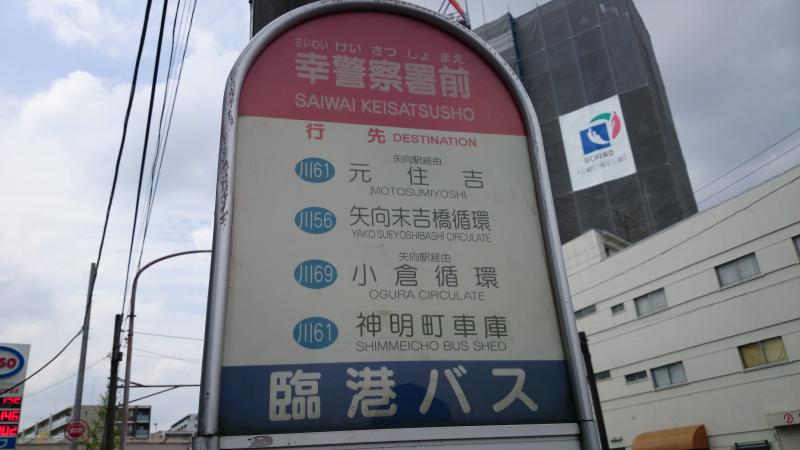 さいわい けい さつ しょ まえ
幸警察署前
SAIWAI KEISATSUSHO
行先 DESTINATION
矢向駅経由
川61 元住吉
MOTOSUMIYOSHI
川56 矢向末吉橋循環
YAKO SUEYOSHIBASHI CIRCULATE
矢向駅経由
川69 小倉循環
OGURA CIRCULATE
川61 神明町車庫
SHIMMEICHO BUS SHED
臨港バス
UCHINO